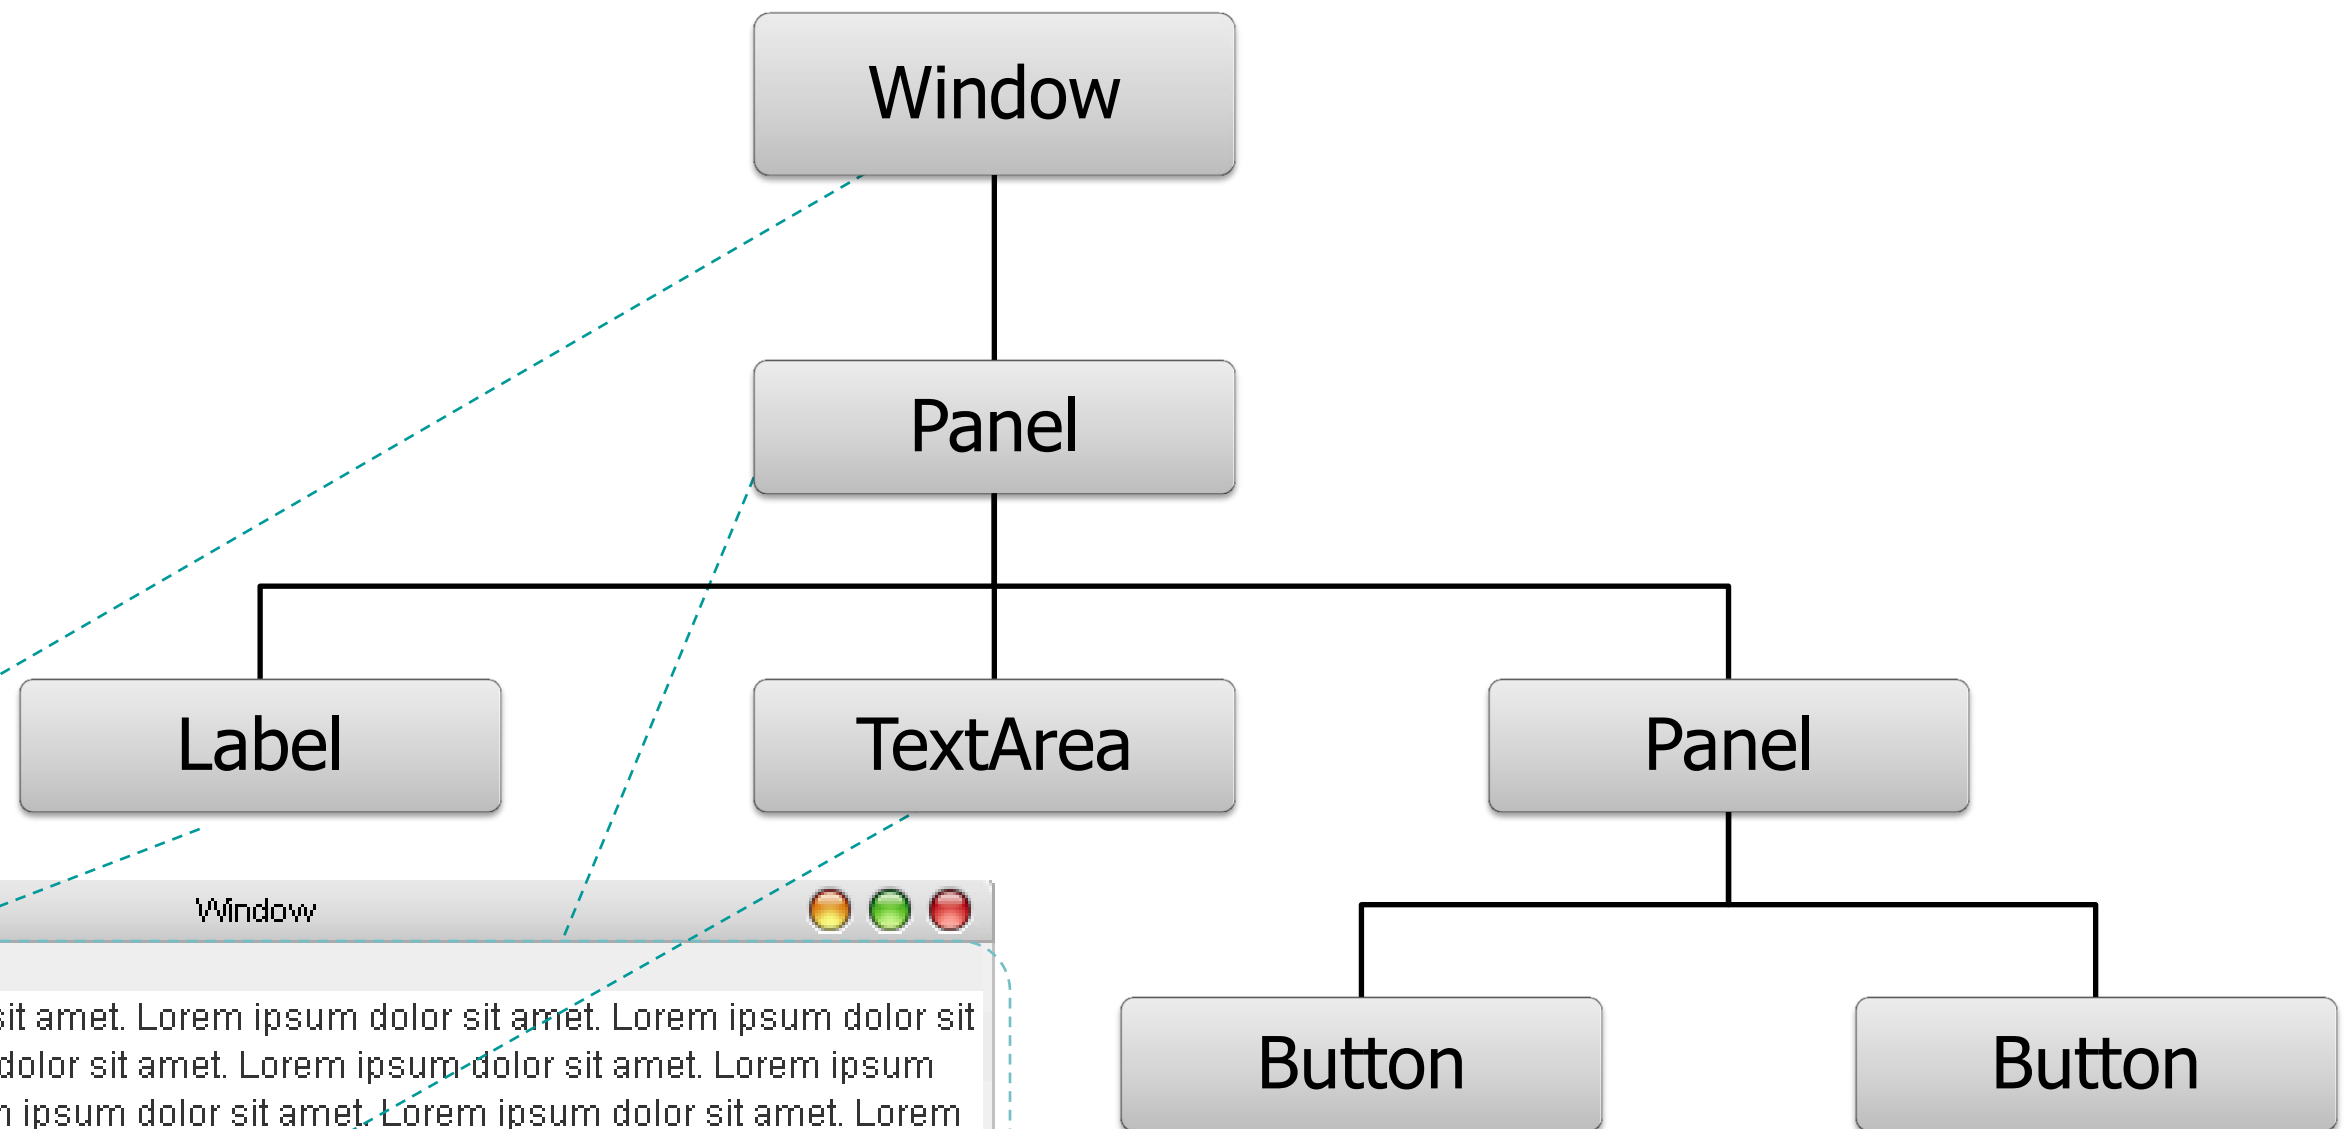 Window
Panel
Label
TextArea
Panel
Window
sit amet. Lorem ipsum dolor sit amet. Lorem ipsum dolor sit
dolor sit amet. Lorem ipsum dolor sit amet. Lorem ipsum
ipsum dolor sit amet. Lorem ipsum dolor sit amet. Lorem
Button
Button